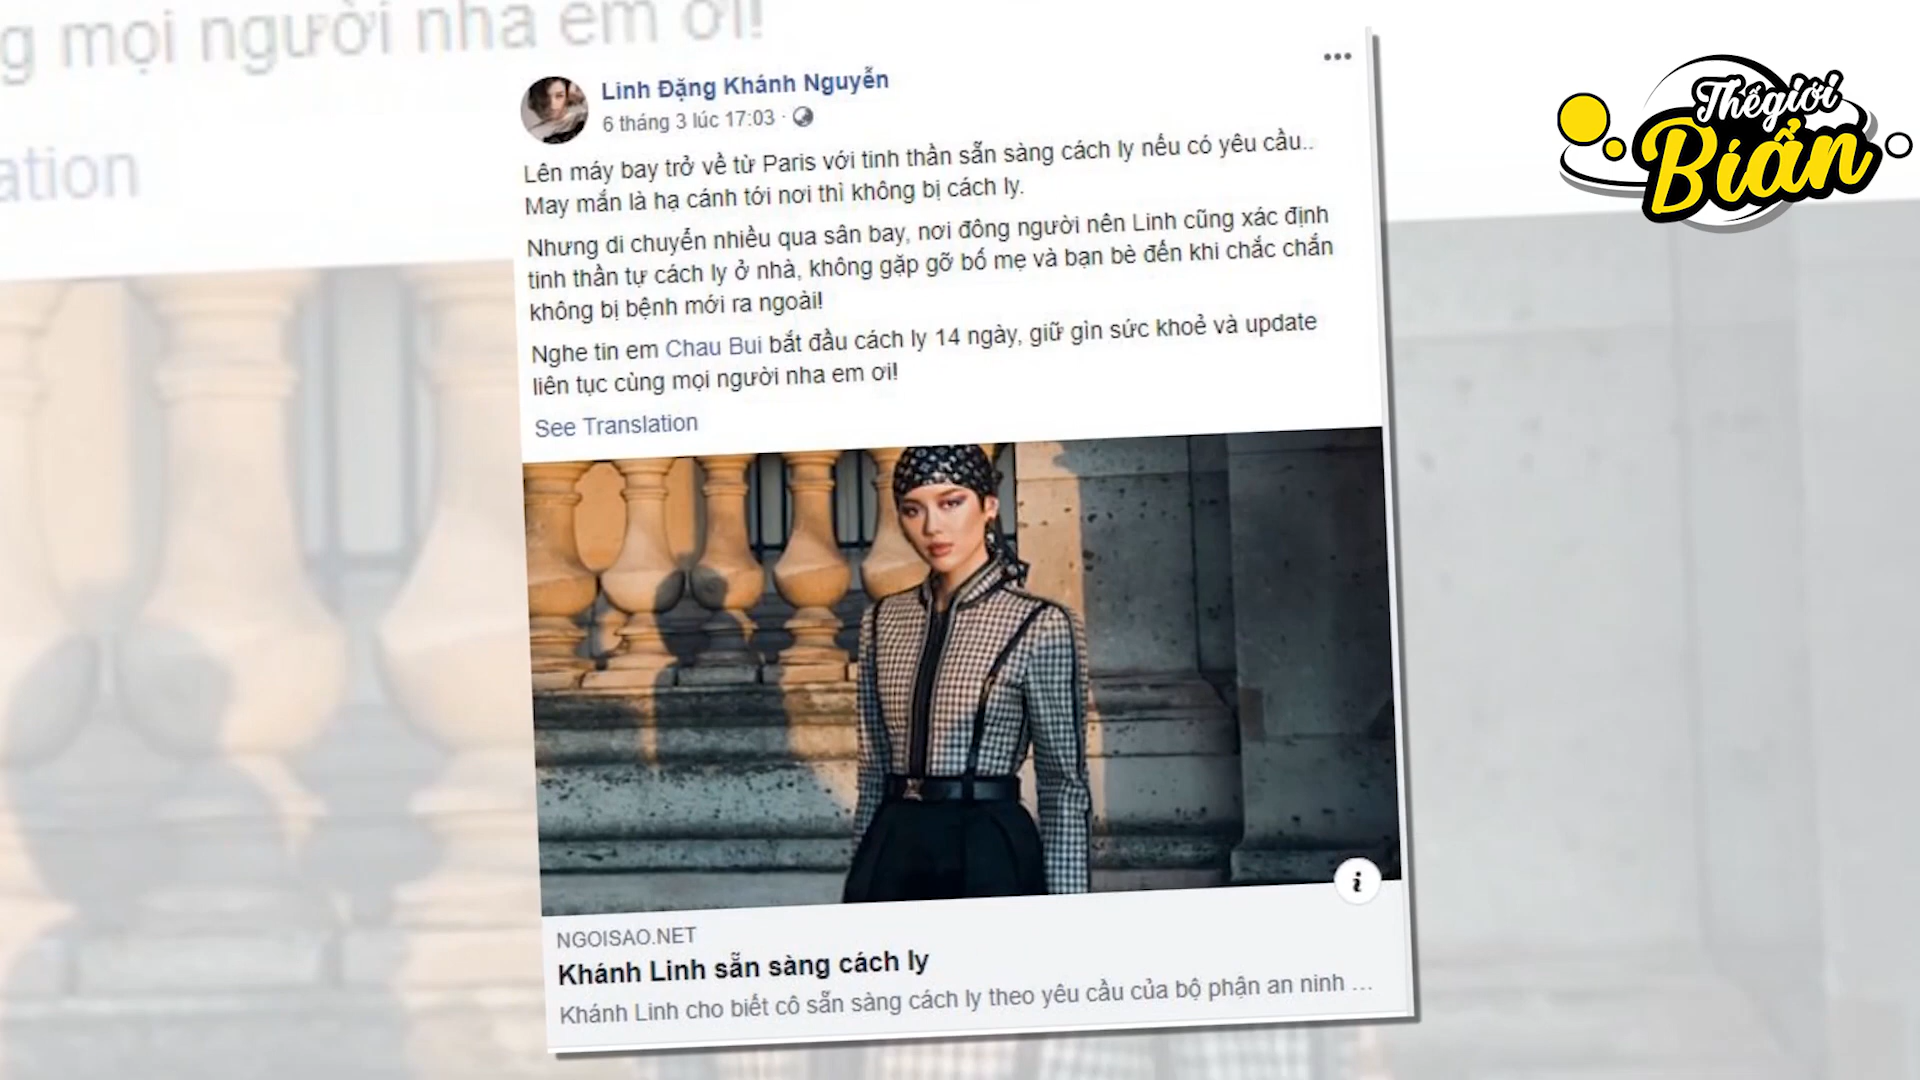 g mọi người nha em ơi!
ation
Linh Đặng Khánh Nguyễn
6 tháng 3 lúc 17:03 ·
Lên máy bay trở về từ Paris với tinh thần sẵn sàng cách ly nếu có yêu cầu..
May mắn là hạ cánh tới nơi thì không bị cách ly.
Nhưng di chuyển nhiều qua sân bay, nơi đông người nên Linh cũng xác định
tinh thần tự cách ly ở nhà, không gặp gỡ bố mẹ và bạn bè đến khi chắc chắn
không bị bệnh mới ra ngoài!
Nghe tin em Chau Bui bắt đầu cách ly 14 ngày, giữ gìn sức khoẻ và update
liên tục cùng mọi người nha em ơi!
See Translation
NGOISAO.NET
Khánh Linh sẵn sàng cách ly
Khánh Linh cho biết cô sẵn sàng cách ly theo yêu cầu của bộ phận an ninh ...
Thế giới
Bí ẩn